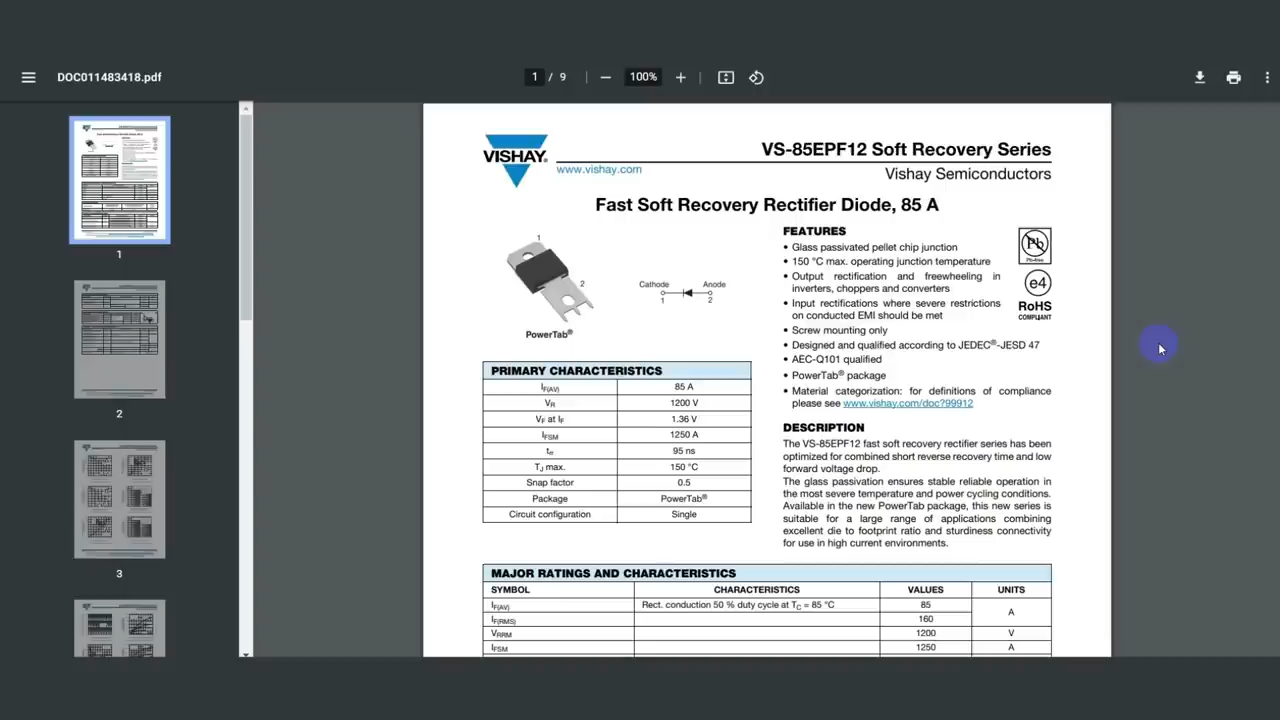 DOC011483418.pdf
1 / 9
100%
1
2
3
VISHAY®
www.vishay.com
VS-85EPF12 Soft Recovery Series
Vishay Semiconductors
Fast Soft Recovery Rectifier Diode, 85 A
1
2
PowerTab®
Cathode Anode
1 2
PRIMARY CHARACTERISTICS
IF(AV) 85 A
VR 1200 V
VF at IF 1.36 V
IFSM 1250 A
trr 95 ns
TJ max. 150 °C
Snap factor 0.5
Package PowerTab®
Circuit configuration Single
FEATURES
• Glass passivated pellet chip junction
• 150 °C max. operating junction temperature
• Output rectification and freewheeling in
inverters, choppers and converters
• Input rectifications where severe restrictions
on conducted EMI should be met
• Screw mounting only
• Designed and qualified according to JEDEC®-JESD 47
• AEC-Q101 qualified
• PowerTab® package
• Material categorization: for definitions of compliance
please see www.vishay.com/doc?99912
Pb
Pb-free
e4
RoHS
COMPLIANT
DESCRIPTION
The VS-85EPF12 fast soft recovery rectifier series has been
optimized for combined short reverse recovery time and low
forward voltage drop.
The glass passivation ensures stable reliable operation in
the most severe temperature and power cycling conditions.
Available in the new PowerTab package, this new series is
suitable for a large range of applications combining
excellent die to footprint ratio and sturdiness connectivity
for use in high current environments.
MAJOR RATINGS AND CHARACTERISTICS
SYMBOL CHARACTERISTICS VALUES UNITS
IF(AV) Rect. conduction 50 % duty cycle at TC = 85 °C 85 A
IF(RMS) 160
VRRM 1200 V
IFSM 1250 A